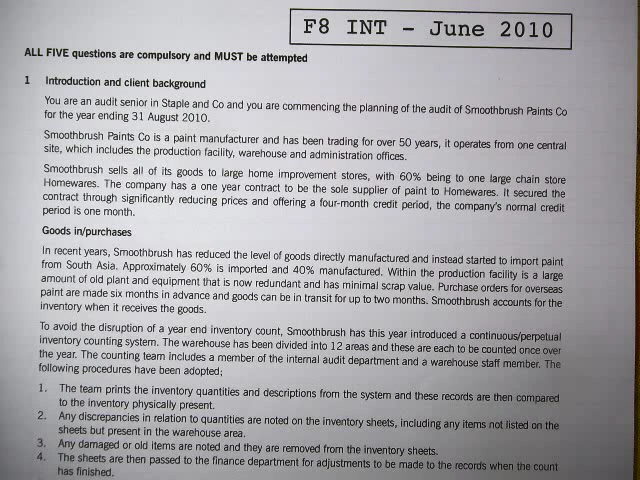 F8 INT - June 2010
ALL FIVE questions are compulsory and MUST be attempted
1 Introduction and client background
You are an audit senior in Staple and Co and you are commencing the planning of the audit of Smoothbrush Paints Co
for the year ending 31 August 2010.
Smoothbrush Paints Co is a paint manufacturer and has been trading for over 50 years, it operates from one central
site, which includes the production facility, warehouse and administration offices.
Smoothbrush sells all of its goods to large home improvement stores, with 60% being to one large chain store
Homewares. The company has a one year contract to be the sole supplier of paint to Homewares. It secured the
contract through significantly reducing prices and offering a four-month credit period, the company's normal credit
period is one month.
Goods in/purchases
In recent years, Smoothbrush has reduced the level of goods directly manufactured and instead started to import paint
from South Asia. Approximately 60% is imported and 40% manufactured. Within the production facility is a large
amount of old plant and equipment that is now redundant and has minimal scrap value. Purchase orders for overseas
paint are made six months in advance and goods can be in transit for up to two months. Smoothbrush accounts for the
inventory when it receives the goods.
To avoid the disruption of a year end inventory count, Smoothbrush has this year introduced a continuous/perpetual
inventory counting system. The warehouse has been divided into 12 areas and these are each to be counted once over
the year. The counting team includes a member of the internal audit department and a warehouse staff member. The
following procedures have been adopted;
1. The team prints the inventory quantities and descriptions from the system and these records are then compared
to the inventory physically present.
2. Any discrepancies in relation to quantities are noted on the inventory sheets, including any items not listed on the
sheets but present in the warehouse area.
3. Any damaged or old items are noted and they are removed from the inventory sheets.
4. The sheets are then passed to the finance department for adjustments to be made to the records when the count
has finished.